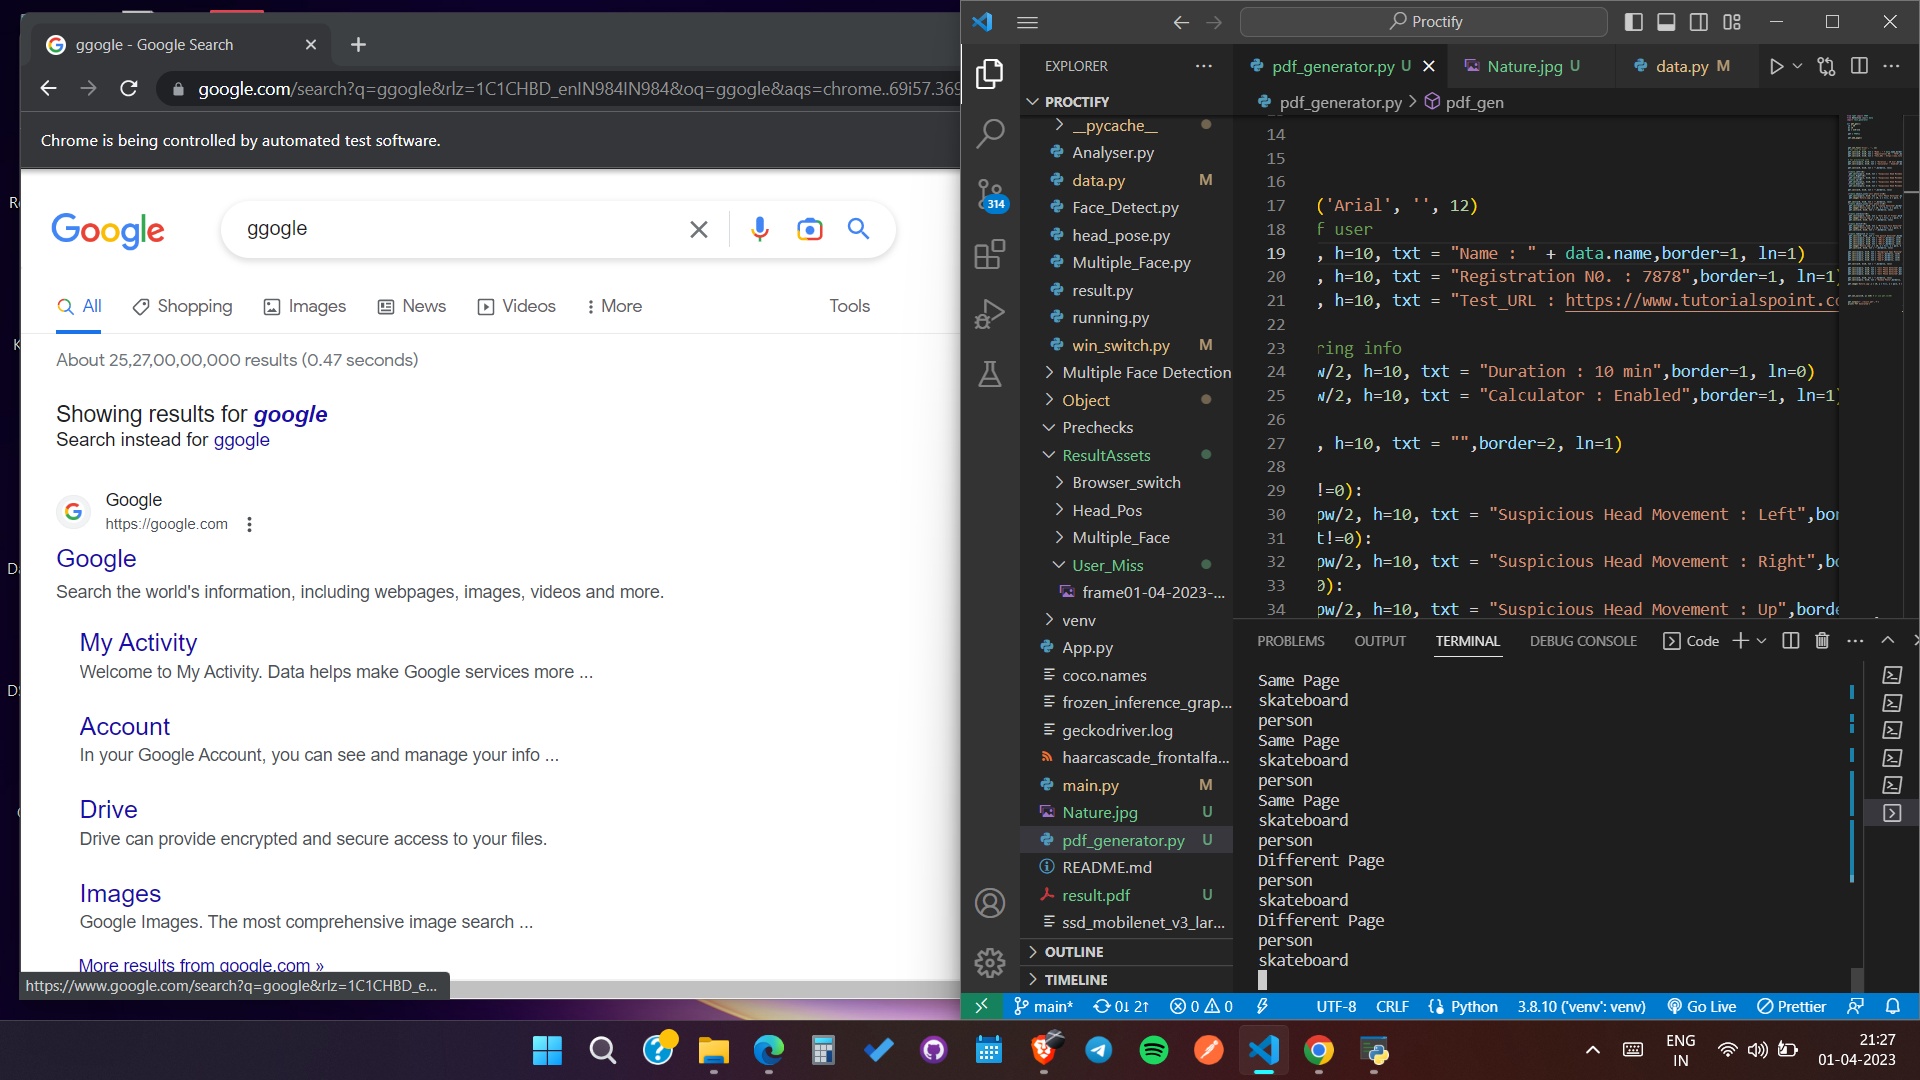 ggogle - Google Search
google.com/search?q=ggogle&rlz=1C1CHBD_enIN984IN984&oq=ggogle&aqs=chrome..69i57.369
Chrome is being controlled by automated test software.
Google
ggogle
All
Shopping
Images
News
Videos
More
Tools
About 25,27,00,00,000 results (0.47 seconds)
Showing results for google
Search instead for ggogle
Google
https://google.com
Google
Search the world's information, including webpages, images, videos and more.
My Activity
Welcome to My Activity. Data helps make Google services more ...
Account
In your Google Account, you can see and manage your info ...
Drive
Drive can provide encrypted and secure access to your files.
Images
Google Images. The most comprehensive image search ...
More results from google.com »
https://www.google.com/search?q=google&rlz=1C1CHBD_e...
Proctify
EXPLORER
PROCTIFY
__pycache__
Analyser.py
data.py M
Face_Detect.py
head_pose.py
Multiple_Face.py
result.py
running.py
win_switch.py M
Multiple Face Detection
Object
Prechecks
ResultAssets
Browser_switch
Head_Pos
Multiple_Face
User_Miss
frame01-04-2023-...
venv
App.py
coco.names
frozen_inference_grap...
geckodriver.log
haarcascade_frontalfa...
main.py M
Nature.jpg U
pdf_generator.py U
README.md
result.pdf U
ssd_mobilenet_v3_lar...
OUTLINE
TIMELINE
314
pdf_generator.py U
Nature.jpg U
data.py M
pdf_generator.py > pdf_gen
14
15
16
17 ('Arial', '', 12)
18 f user
19 , h=10, txt = "Name : " + data.name,border=1, ln=1)
20 , h=10, txt = "Registration N0. : 7878",border=1, ln=1)
21 , h=10, txt = "Test_URL : https://www.tutorialspoint.co
22
23 ring info
24 w/2, h=10, txt = "Duration : 10 min",border=1, ln=0)
25 w/2, h=10, txt = "Calculator : Enabled",border=1, ln=1)
26
27 , h=10, txt = "",border=2, ln=1)
28
29 !=0):
30 pw/2, h=10, txt = "Suspicious Head Movement : Left",bor
31 t!=0):
32 pw/2, h=10, txt = "Suspicious Head Movement : Right",bo
33 0):
34 pw/2, h=10, txt = "Suspicious Head Movement : Up",borde
PROBLEMS
OUTPUT
TERMINAL
DEBUG CONSOLE
Code
Same Page
skateboard
person
Same Page
skateboard
person
Same Page
skateboard
person
Different Page
person
skateboard
Different Page
person
skateboard
main*
0↓ 2↑
0
0
UTF-8
CRLF
Python
3.8.10 ('venv': venv)
Go Live
Prettier
ENG
IN
21:27
01-04-2023